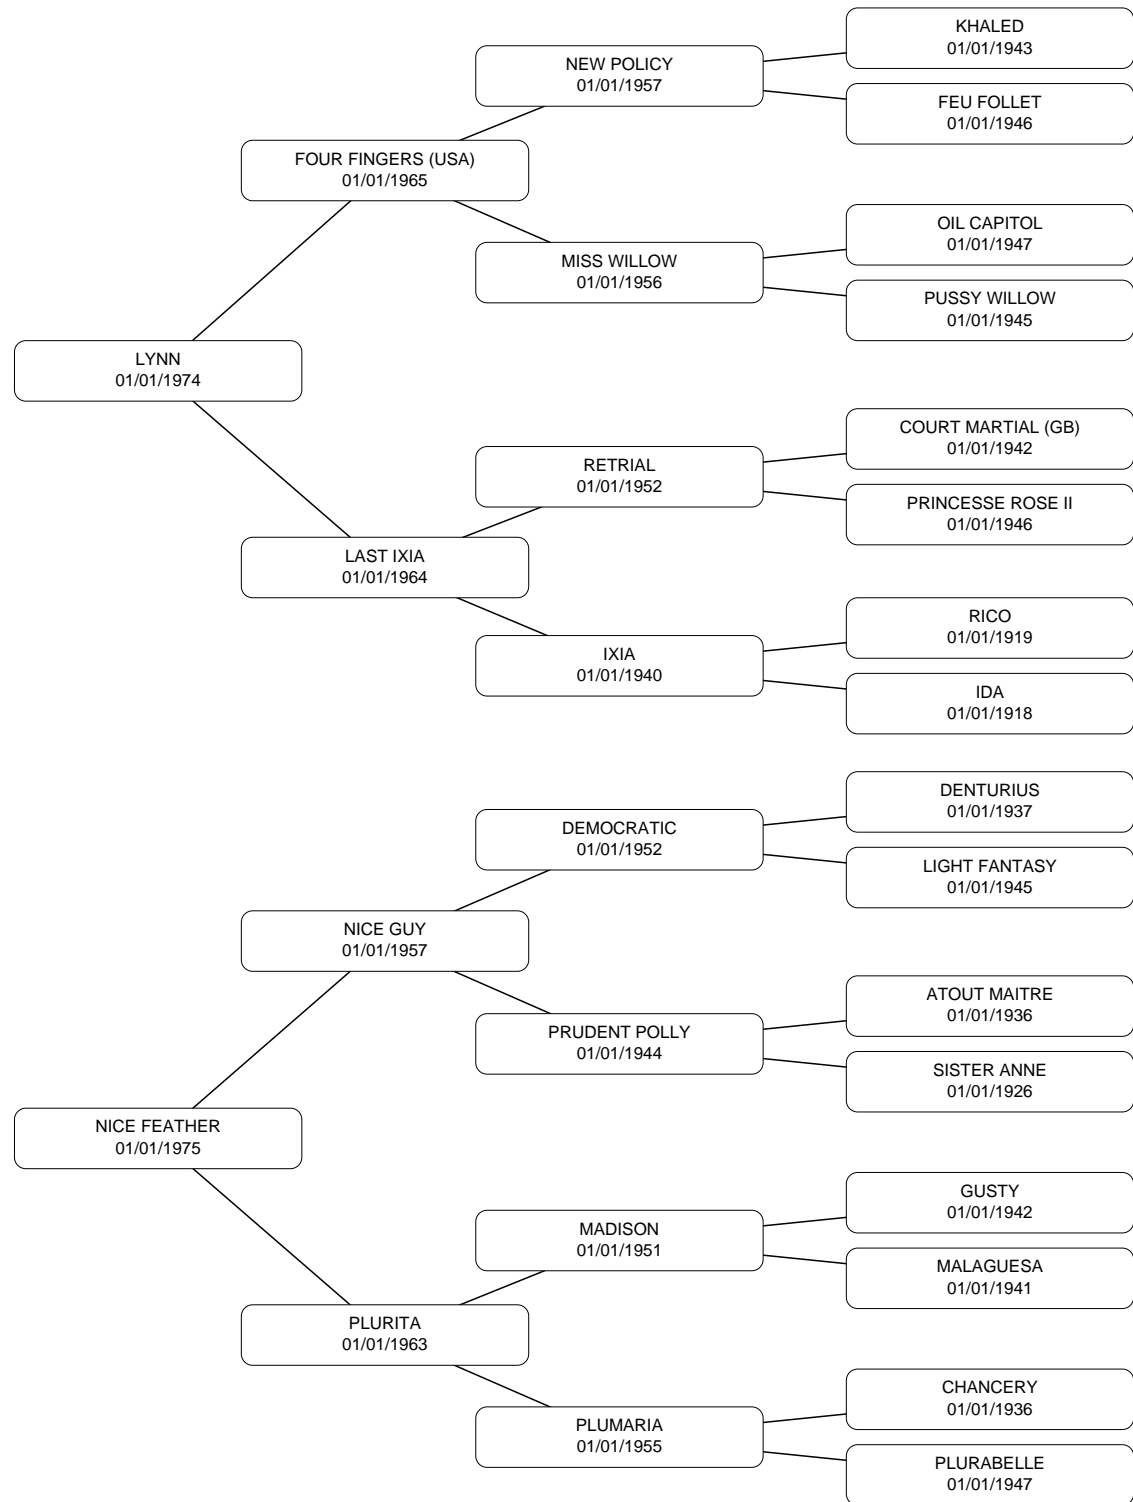 KHALED
01/01/1943
NEW POLICY
01/01/1957
FEU FOLLET
01/01/1946
FOUR FINGERS (USA)
01/01/1965
OIL CAPITOL
01/01/1947
MISS WILLOW
01/01/1956
PUSSY WILLOW
01/01/1945
LYNN
01/01/1974
COURT MARTIAL (GB)
01/01/1942
RETRIAL
01/01/1952
PRINCESSE ROSE II
01/01/1946
LAST IXIA
01/01/1964
RICO
01/01/1919
IXIA
01/01/1940
IDA
01/01/1918
DENTURIUS
01/01/1937
DEMOCRATIC
01/01/1952
LIGHT FANTASY
01/01/1945
NICE GUY
01/01/1957
ATOUT MAITRE
01/01/1936
PRUDENT POLLY
01/01/1944
SISTER ANNE
01/01/1926
NICE FEATHER
01/01/1975
GUSTY
01/01/1942
MADISON
01/01/1951
MALAGUESA
01/01/1941
PLURITA
01/01/1963
CHANCERY
01/01/1936
PLUMARIA
01/01/1955
PLURABELLE
01/01/1947